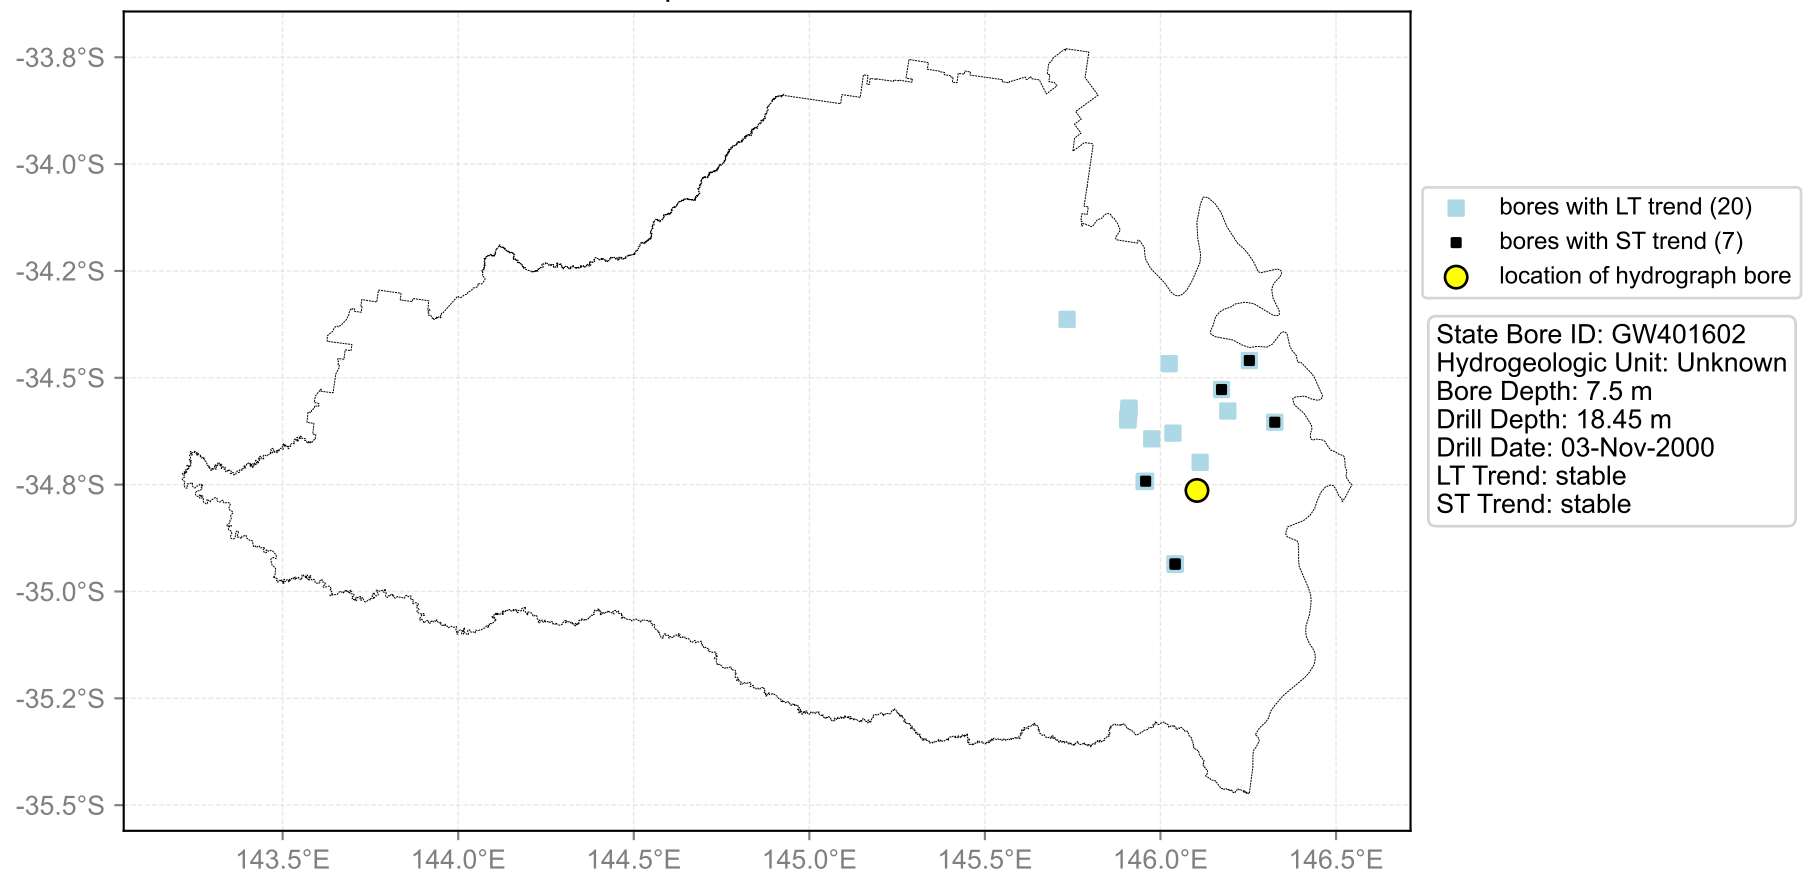 -33.8°S
-34.0°S
-34.2°S
-34.5°S
-34.8°S
-35.0°S
-35.2°S
-35.5°S
143.5°E
144.0°E
144.5°E
145.0°E
145.5°E
146.0°E
146.5°E
bores with LT trend (20)
bores with ST trend (7)
location of hydrograph bore
State Bore ID: GW401602
Hydrogeologic Unit: Unknown
Bore Depth: 7.5 m
Drill Depth: 18.45 m
Drill Date: 03-Nov-2000
LT Trend: stable
ST Trend: stable